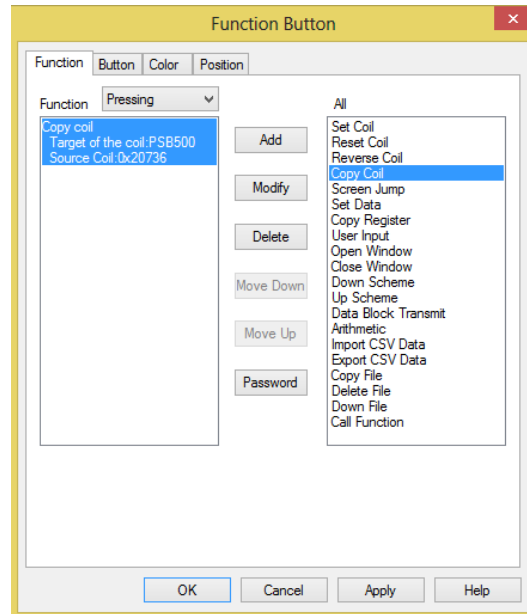 Function Button
Function Button Color Position
Function Pressing
All
Copy coil
Target of the coil:PSB500
Source Coil:0x20736
Add
Modify
Delete
Move Down
Move Up
Password
Set Coil
Reset Coil
Reverse Coil
Copy Coil
Screen Jump
Set Data
Copy Register
User Input
Open Window
Close Window
Down Scheme
Up Scheme
Data Block Transmit
Arithmetic
Import CSV Data
Export CSV Data
Copy File
Delete File
Down File
Call Function
OK Cancel Apply Help